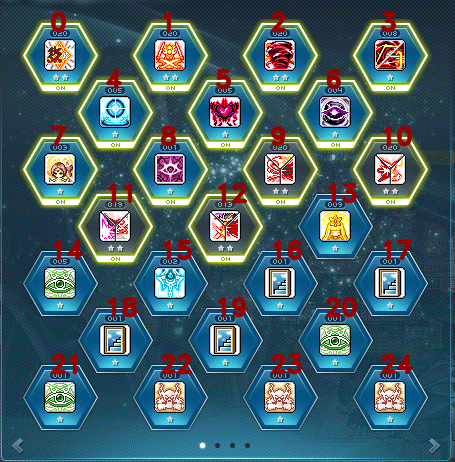 0 1 2 3
020 020 020 008
ON ON ON ON
4 5 6
005 005 004
ON ON ON
7 8 9 10
003 001 020 020
ON ON ON ON
11 12 13
019 013 009
ON ON
14 15 16 17
005 002 001 001
18 19 20
001 001 001
21 22 23 24
001 001 001 001